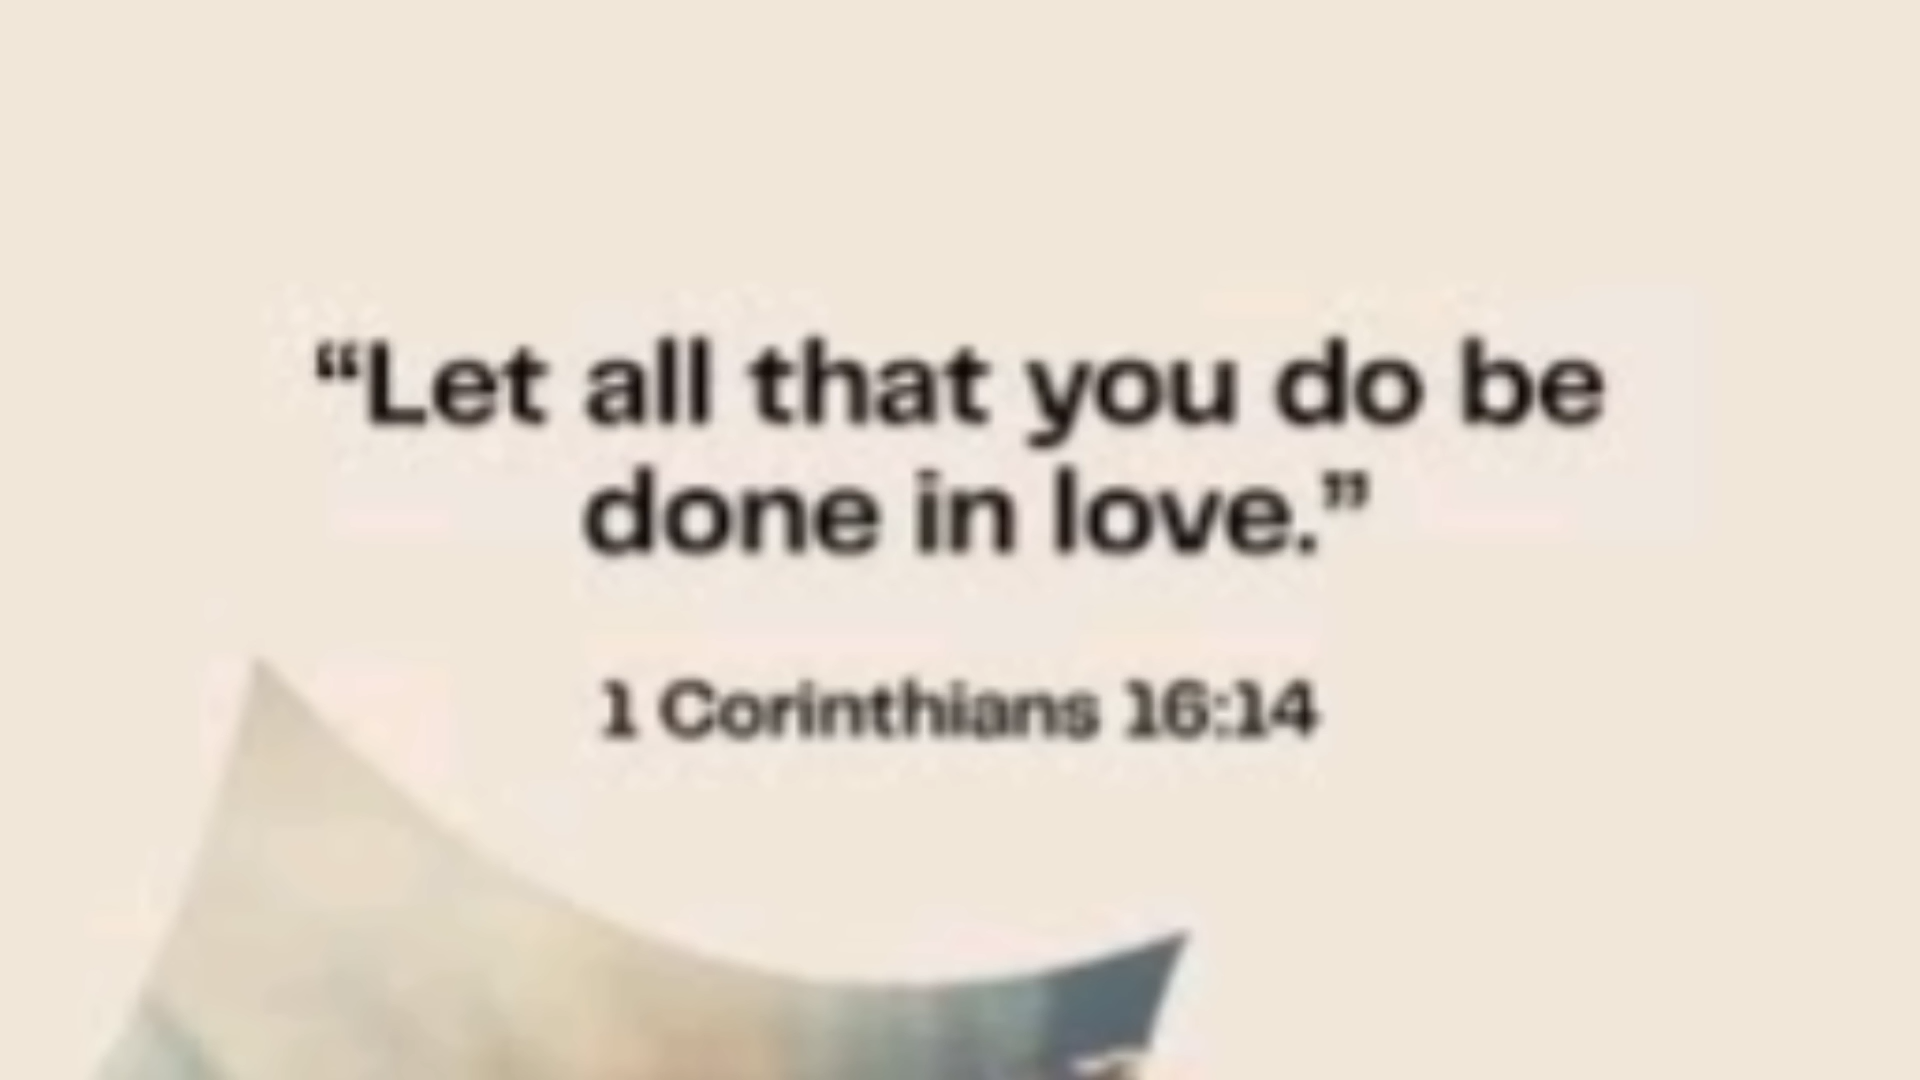 “Let all that you do be
done in love.”
1 Corinthians 16:14